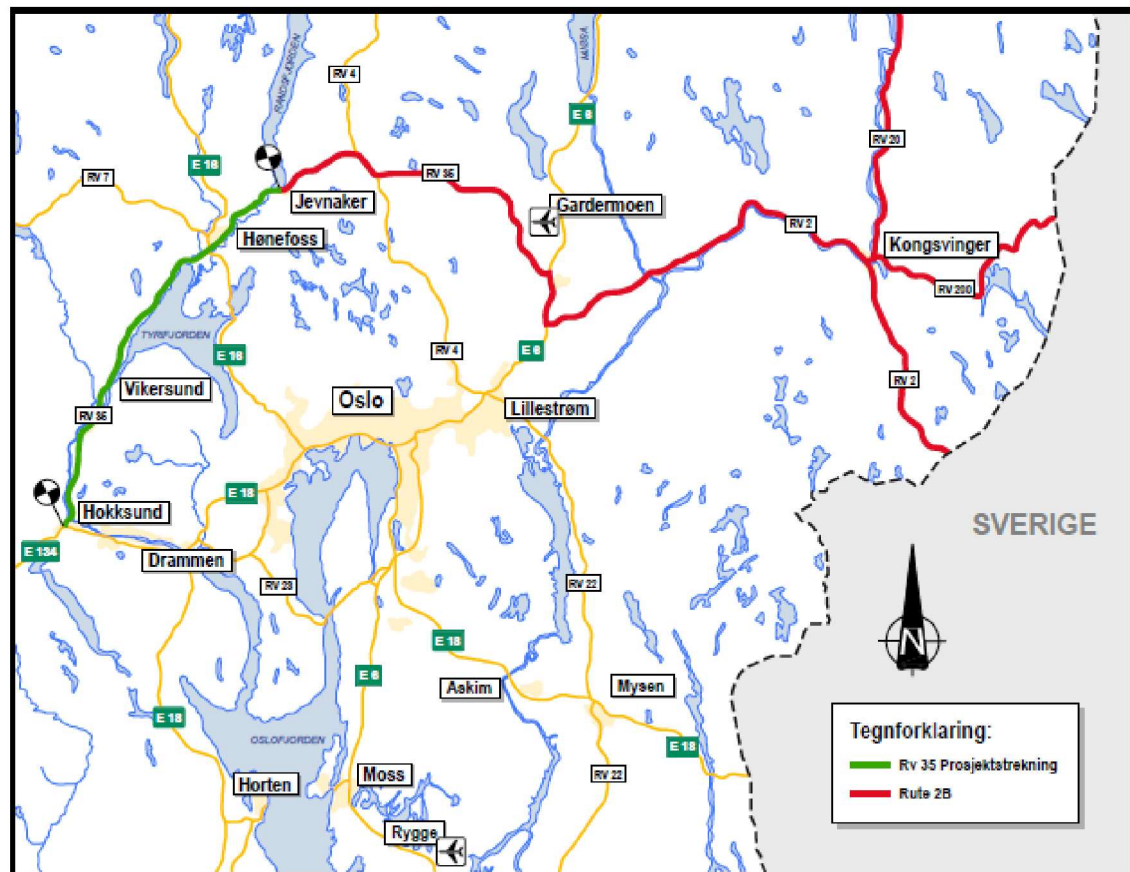 RANDSFJORDEN
RV 4
MJØSA
E 6
E 16
RV 20
RV 7
RV 35
Jevnaker
Gardermoen
Hønefoss
RV 2
Kongsvinger
RV 200
TYRIFJORDEN
E 16
RV 4
E 6
RV 2
Vikersund
RV 35
Oslo
Lillestrøm
E 18
Hokksund
SVERIGE
E 134
Drammen
RV 23
RV 22
N
E 18
E 6
Askim
Mysen
E 18
Tegnforklaring:
OSLOFJORDEN
E 18
Rv 35 Prosjektstrekning
Horten
Moss
RV 22
Rute 2B
Rygge